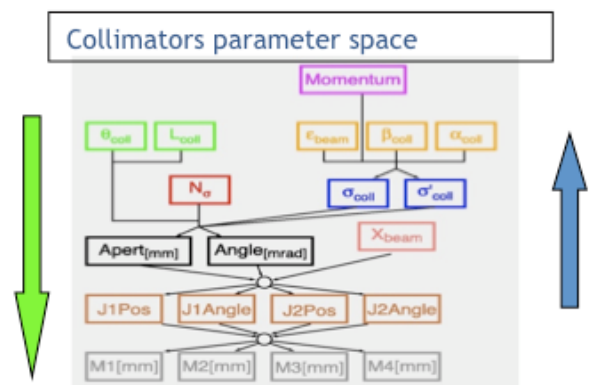 Collimators parameter space
Momentum
θcoll Lcoll εbeam βcoll αcoll
Nσ σcoll σ'coll
Apert[mm] Angle[mrad] Xbeam
J1Pos J1Angle J2Pos J2Angle
M1[mm] M2[mm] M3[mm] M4[mm]